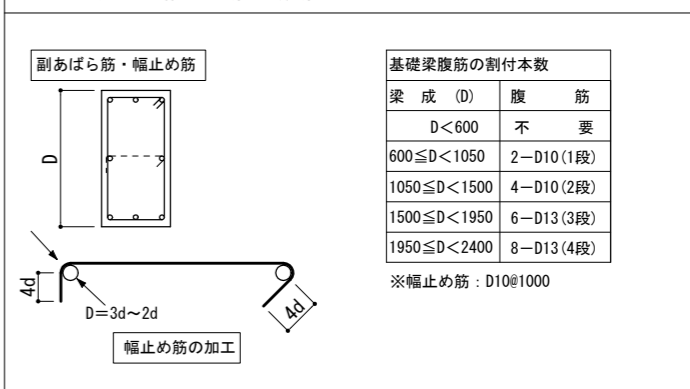 副あばら筋・幅止め筋
D
4d
D=3d～2d
4d
幅止め筋の加工
基礎梁腹筋の割付本数
梁 成 (D) 腹 筋
D＜600 不 要
600≦D＜1050 2－D10(1段)
1050≦D＜1500 4－D10(2段)
1500≦D＜1950 6－D13(3段)
1950≦D＜2400 8－D13(4段)
※幅止め筋：D10@1000